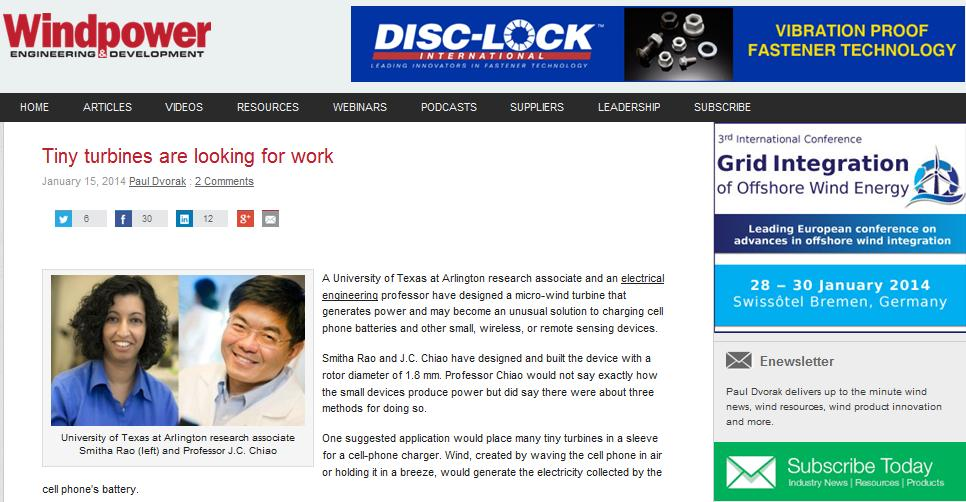 Windpower
ENGINEERING & DEVELOPMENT
DISC-LOCK™
INTERNATIONAL
LEADING INNOVATORS IN FASTENER TECHNOLOGY
VIBRATION PROOF
FASTENER TECHNOLOGY
HOME ARTICLES VIDEOS RESOURCES WEBINARS PODCASTS SUPPLIERS LEADERSHIP SUBSCRIBE
Tiny turbines are looking for work
January 15, 2014 Paul Dvorak : 2 Comments
6 30 in 12 g+
A University of Texas at Arlington research associate and an electrical
engineering professor have designed a micro-wind turbine that
generates power and may become an unusual solution to charging cell
phone batteries and other small, wireless, or remote sensing devices.
Smitha Rao and J.C. Chiao have designed and built the device with a
rotor diameter of 1.8 mm. Professor Chiao would not say exactly how
the small devices produce power but did say there were about three
methods for doing so.
University of Texas at Arlington research associate
Smitha Rao (left) and Professor J.C. Chiao
One suggested application would place many tiny turbines in a sleeve
for a cell-phone charger. Wind, created by waving the cell phone in air
or holding it in a breeze, would generate the electricity collected by the
cell phone's battery.
3rd International Conference
Grid Integration
of Offshore Wind Energy
Leading European conference on
advances in offshore wind integration
28 – 30 January 2014
Swissôtel Bremen, Germany
Enewsletter
Paul Dvorak delivers up to the minute wind
news, wind resources, wind product innovation
and more.
Subscribe Today
Industry News | Resources | Products